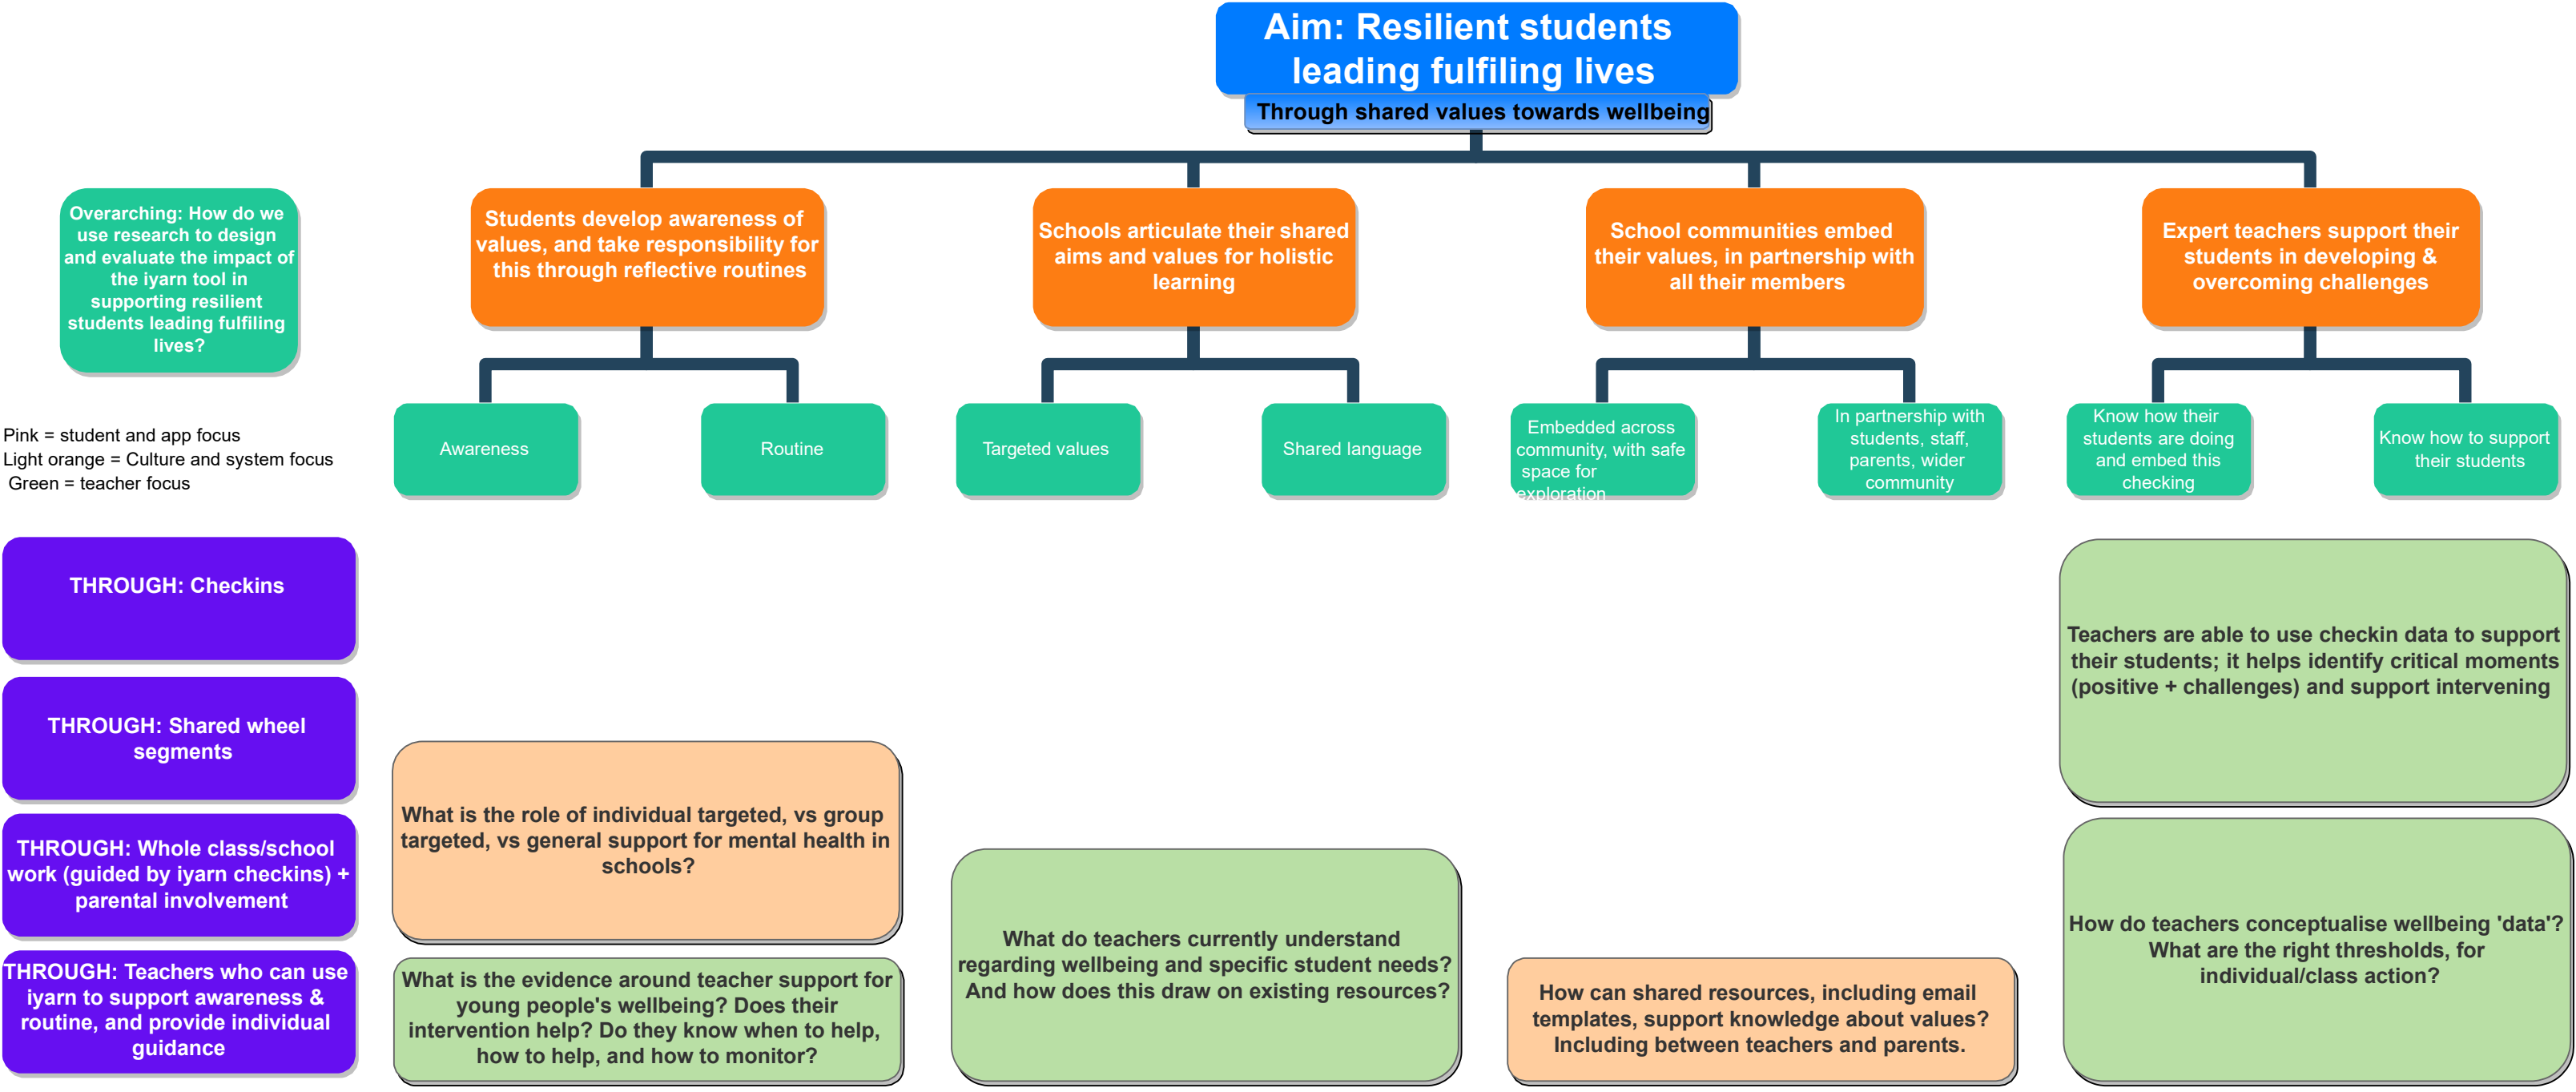 Aim: Resilient students
leading fulfiling lives
Through shared values towards wellbeing
Overarching: How do we
use research to design
and evaluate the impact of
the iyarn tool in
supporting resilient
students leading fulfiling
lives?
Students develop awareness of
values, and take responsibility for
this through reflective routines
Schools articulate their shared
aims and values for holistic
learning
School communities embed
their values, in partnership with
all their members
Expert teachers support their
students in developing &
overcoming challenges
Pink = student and app focus
Light orange = Culture and system focus
Green = teacher focus
Awareness
Routine
Targeted values
Shared language
Embedded across
community, with safe
space for
exploration
In partnership with
students, staff,
parents, wider
community
Know how their
students are doing
and embed this
checking
Know how to support
their students
THROUGH: Checkins
THROUGH: Shared wheel
segments
THROUGH: Whole class/school
work (guided by iyarn checkins) +
parental involvement
THROUGH: Teachers who can use
iyarn to support awareness &
routine, and provide individual
guidance
What is the role of individual targeted, vs group
targeted, vs general support for mental health in
schools?
What is the evidence around teacher support for
young people's wellbeing? Does their
intervention help? Do they know when to help,
how to help, and how to monitor?
What do teachers currently understand
regarding wellbeing and specific student needs?
And how does this draw on existing resources?
How can shared resources, including email
templates, support knowledge about values?
Including between teachers and parents.
Teachers are able to use checkin data to support
their students; it helps identify critical moments
(positive + challenges) and support intervening
How do teachers conceptualise wellbeing 'data'?
What are the right thresholds, for
individual/class action?